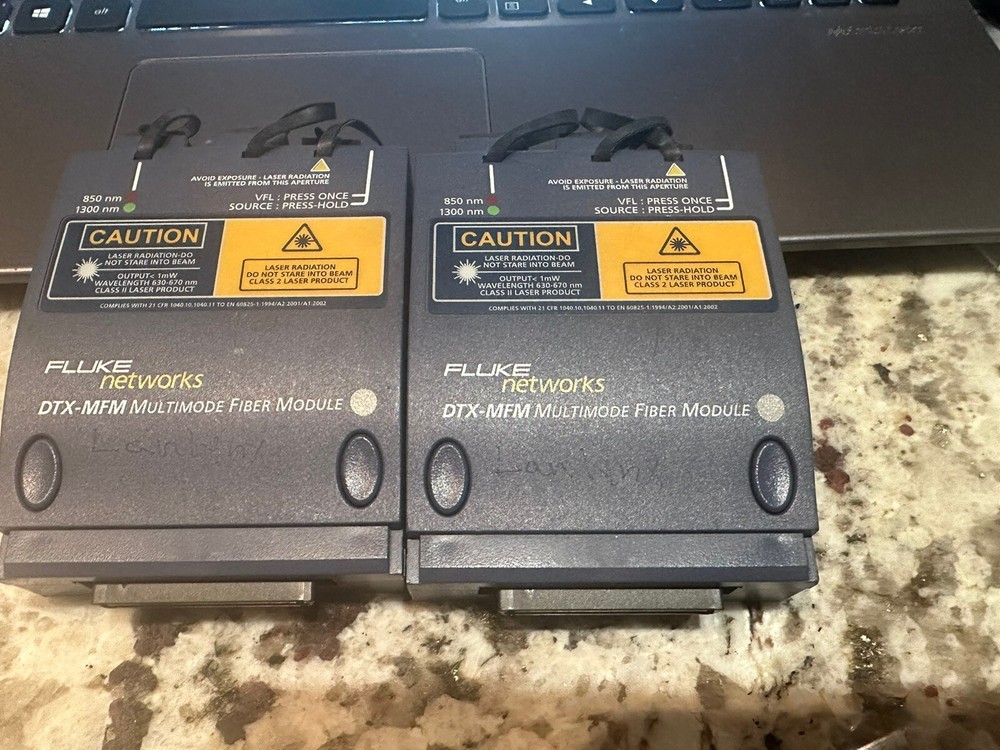 alt
850 nm
1300 nm
AVOID EXPOSURE - LASER RADIATION
IS EMITTED FROM THIS APERTURE
VFL : PRESS ONCE
SOURCE : PRESS-HOLD
CAUTION
LASER RADIATION-DO
NOT STARE INTO BEAM
OUTPUT< 1mW
WAVELENGTH 630-670 nm
CLASS II LASER PRODUCT
LASER RADIATION
DO NOT STARE INTO BEAM
CLASS 2 LASER PRODUCT
COMPLIES WITH 21 CFR 1040.10,1040.11 TO EN 60825-1:1994/A2:2001/A1:2002
FLUKE
networks
DTX-MFM MULTIMODE FIBER MODULE
850 nm
1300 nm
AVOID EXPOSURE - LASER RADIATION
IS EMITTED FROM THIS APERTURE
VFL : PRESS ONCE
SOURCE : PRESS-HOLD
CAUTION
LASER RADIATION-DO
NOT STARE INTO BEAM
OUTPUT< 1mW
WAVELENGTH 630-670 nm
CLASS II LASER PRODUCT
LASER RADIATION
DO NOT STARE INTO BEAM
CLASS 2 LASER PRODUCT
COMPLIES WITH 21 CFR 1040.10,1040.11 TO EN 60825-1:1994/A2:2001/A1:2002
FLUKE
networks
DTX-MFM MULTIMODE FIBER MODULE